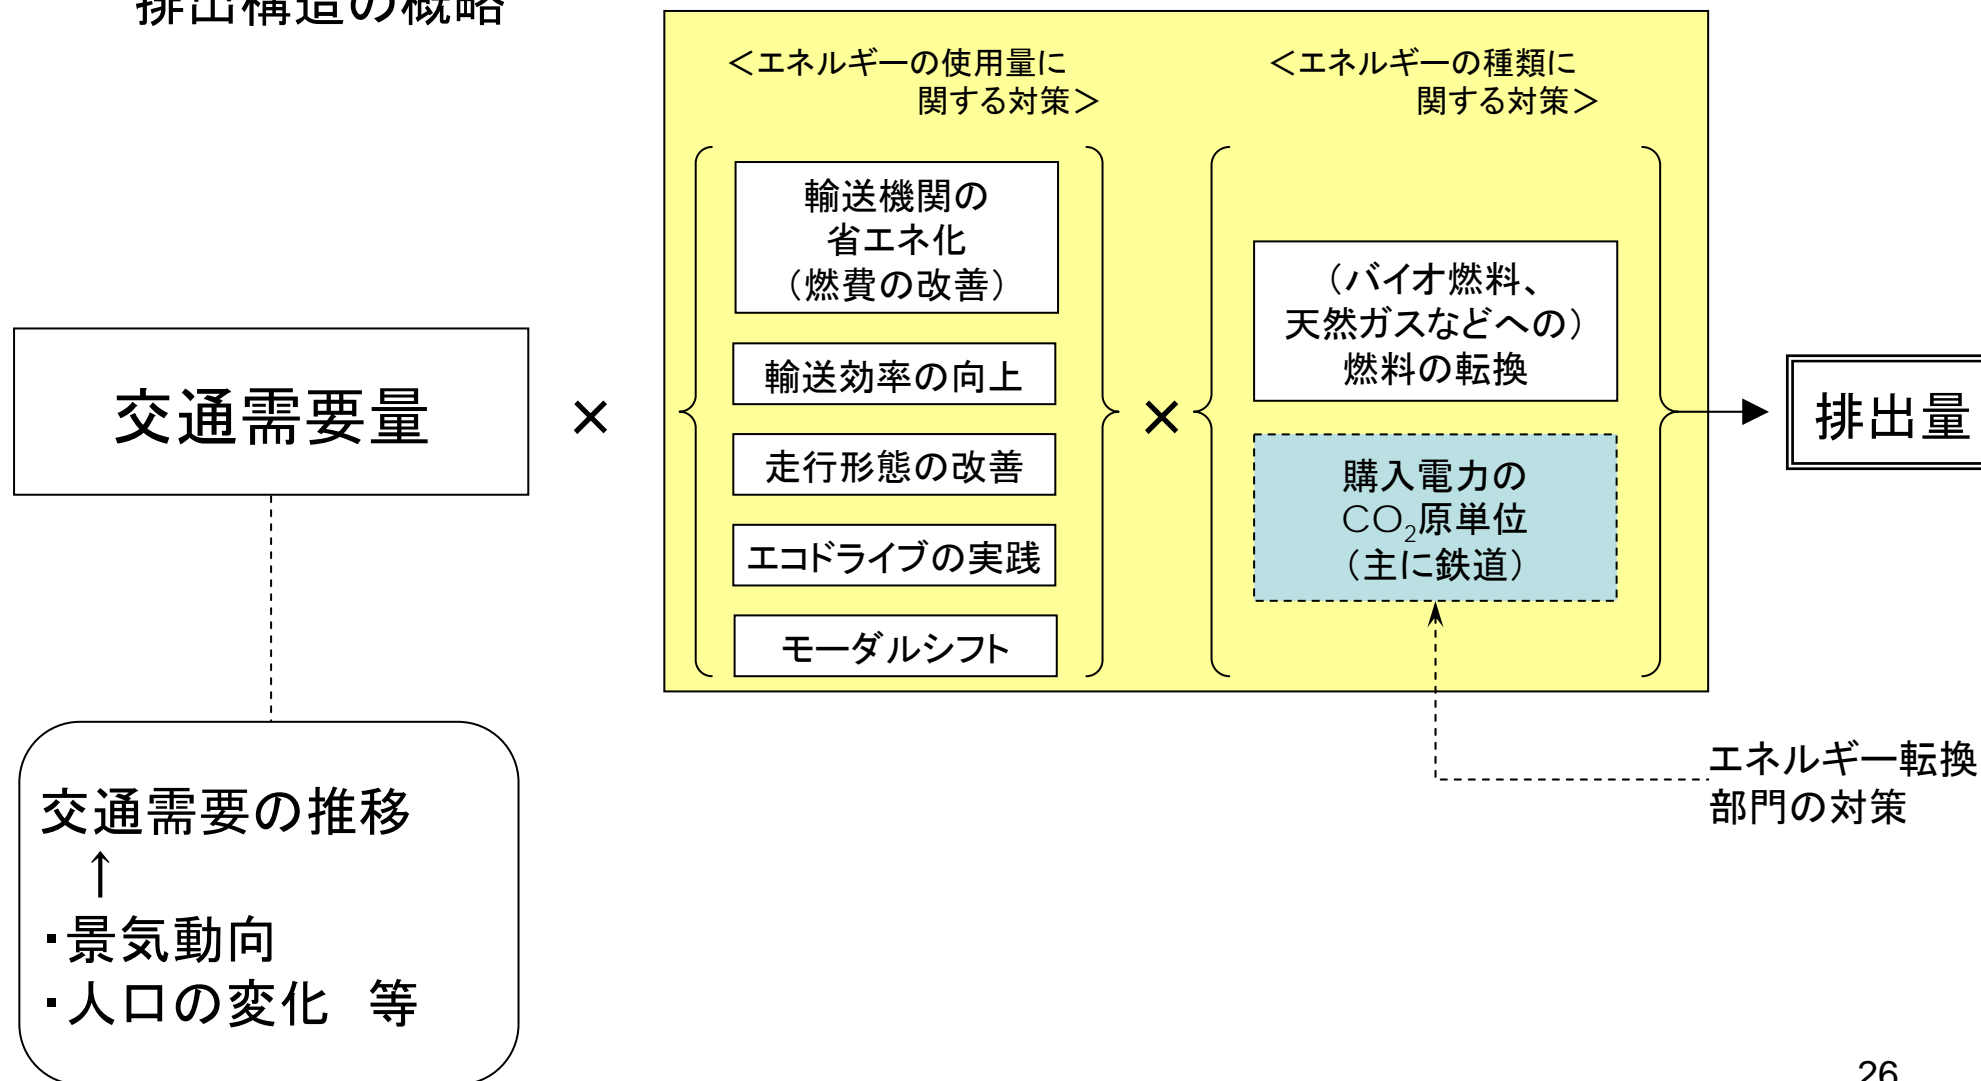 排出構造の概略
＜エネルギーの使用量に
関する対策＞
＜エネルギーの種類に
関する対策＞
輸送機関の
省エネ化
（燃費の改善）
輸送効率の向上
走行形態の改善
エコドライブの実践
モーダルシフト
（バイオ燃料、
天然ガスなどへの）
燃料の転換
購入電力の
CO₂原単位
（主に鉄道）
交通需要量
×
×
排出量
エネルギー転換
部門の対策
交通需要の推移
↑
・景気動向
・人口の変化　等
26